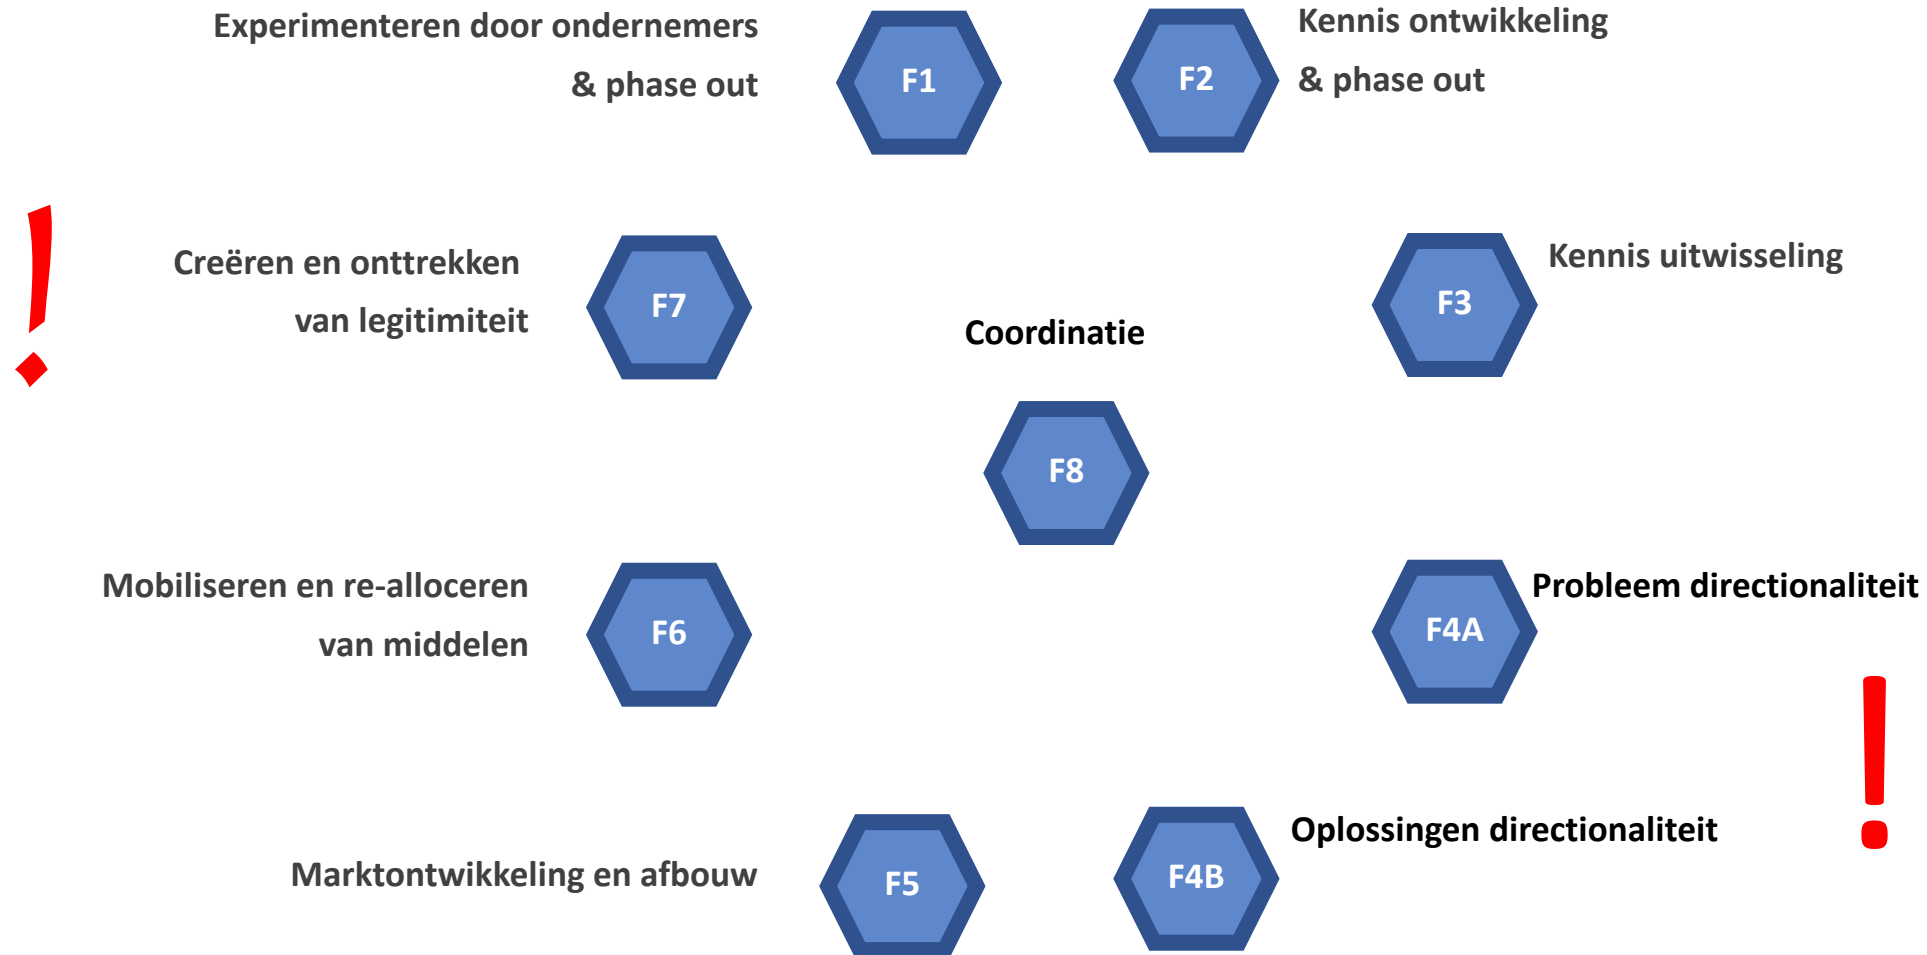 Experimenteren door ondernemers
& phase out
F1
F2
Kennis ontwikkeling
& phase out
!
Creëren en onttrekken
van legitimiteit
F7
Coordinatie
F3
Kennis uitwisseling
F8
Mobiliseren en re-alloceren
van middelen
F6
F4A
Probleem directionaliteit
!
Marktontwikkeling en afbouw
F5
F4B
Oplossingen directionaliteit